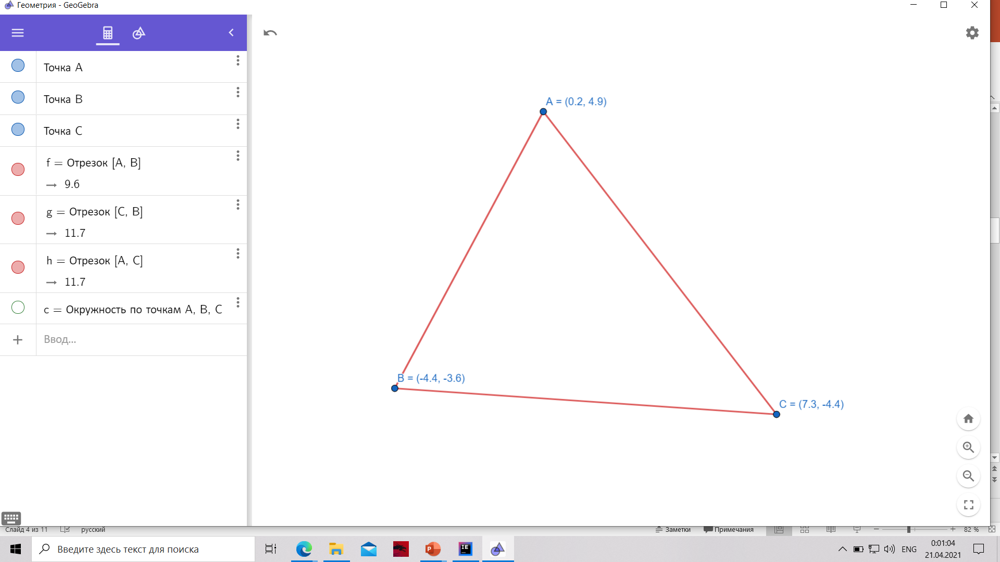 Геометрия - GeoGebra
Точка A
Точка B
Точка C
f = Отрезок [A, B]
→ 9.6
g = Отрезок [C, B]
→ 11.7
h = Отрезок [A, C]
→ 11.7
c = Окружность по точкам A, B, C
+ Ввод...
A = (0.2, 4.9)
B = (-4.4, -3.6)
C = (7.3, -4.4)
Слайд 4 из 11 русский Заметки Примечания 82 %
Введите здесь текст для поиска
P
IE
ENG
0:01:04
21.04.2021